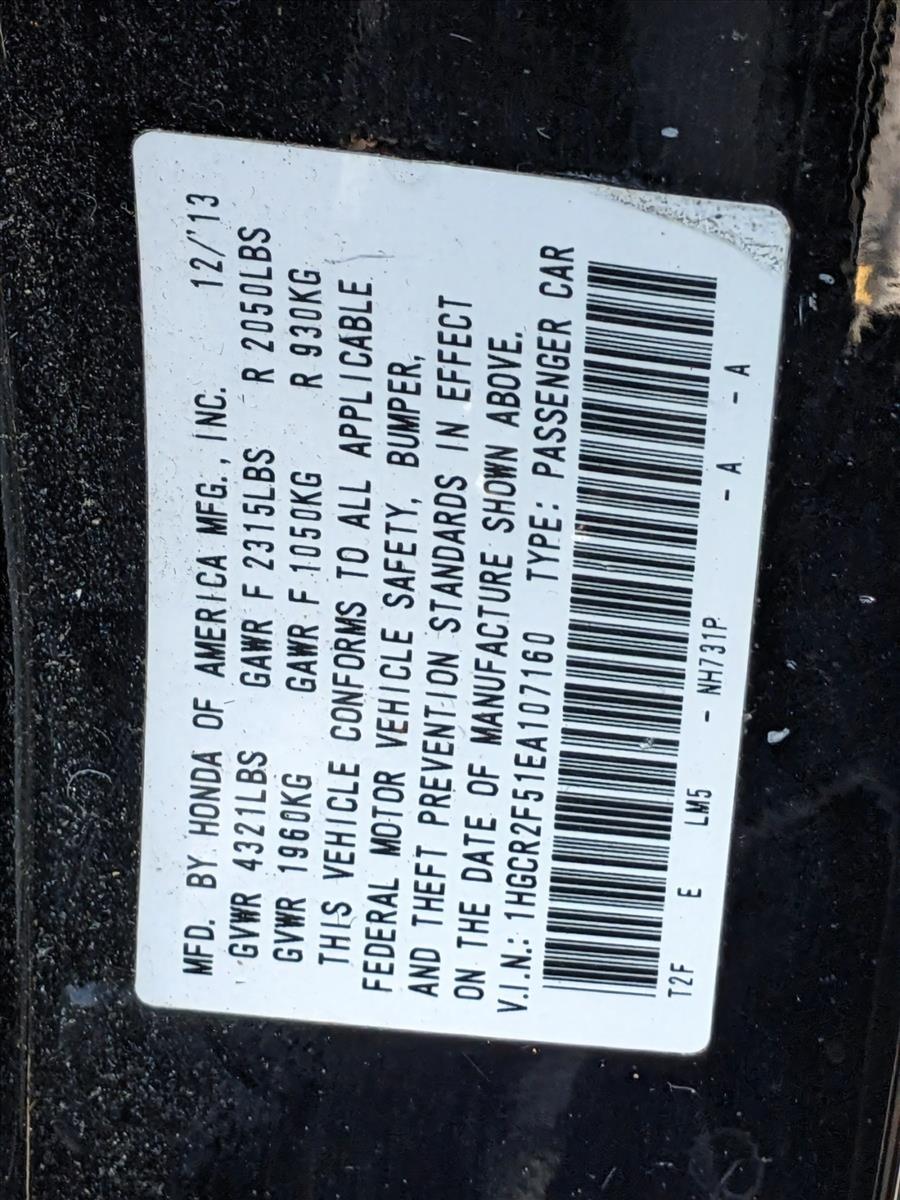 MFD. BY HONDA OF AMERICA MFG., INC. 12/'13
GVWR 4321LBS GAWR F 2315LBS R 2050LBS
GVWR 1960KG GAWR F 1050KG R 930KG
THIS VEHICLE CONFORMS TO ALL APPLICABLE
FEDERAL MOTOR VEHICLE SAFETY, BUMPER,
AND THEFT PREVENTION STANDARDS IN EFFECT
ON THE DATE OF MANUFACTURE SHOWN ABOVE.
V.I.N.: 1HGCR2F51EA107160 TYPE: PASSENGER CAR
T2F E LM5 - NH731P - A - A